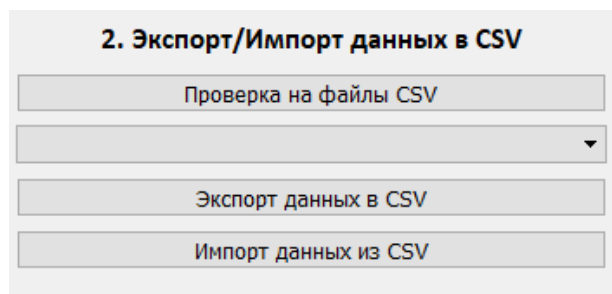 2. Экспорт/Импорт данных в CSV
Проверка на файлы CSV
Экспорт данных в CSV
Импорт данных из CSV